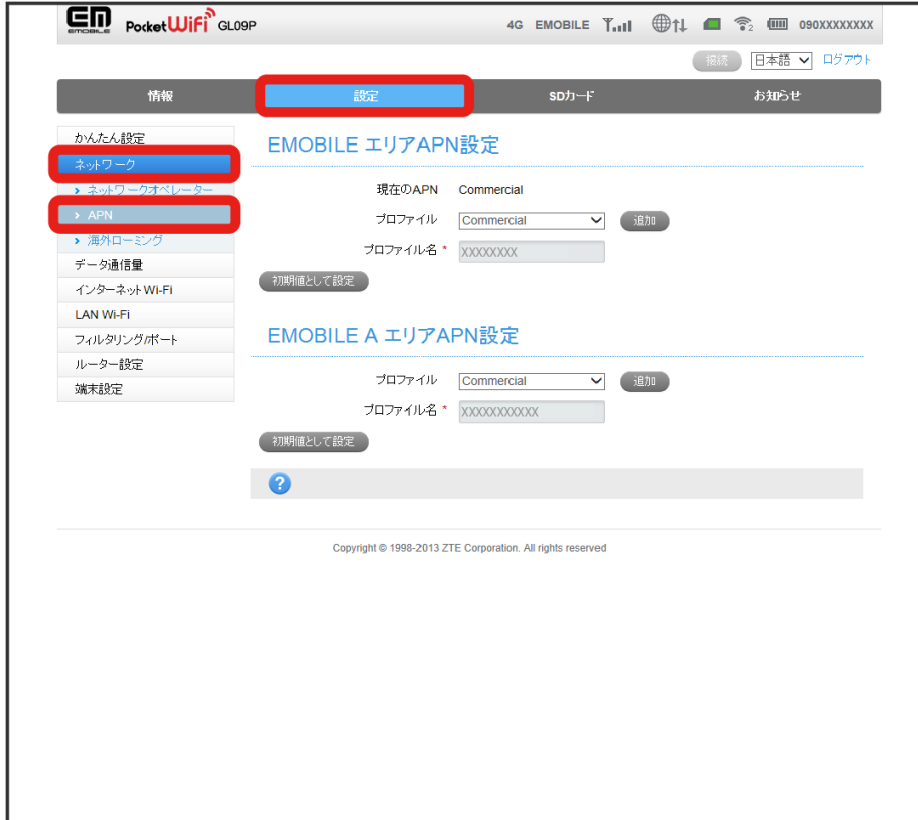 EM
EMOBILE
PocketWiFi GL09P
4G EMOBILE 2 090XXXXXXXX
接続 日本語 ログアウト
情報 設定 SDカード お知らせ
かんたん設定
ネットワーク
› ネットワークオペレーター
› APN
› 海外ローミング
データ通信量
インターネットWi-Fi
LAN Wi-Fi
フィルタリング/ポート
ルーター設定
端末設定
EMOBILE エリアAPN設定
現在のAPN Commercial
プロファイル Commercial 追加
プロファイル名 * XXXXXXXX
初期値として設定
EMOBILE A エリアAPN設定
プロファイル Commercial 追加
プロファイル名 * XXXXXXXXXXX
初期値として設定
?
Copyright © 1998-2013 ZTE Corporation. All rights reserved